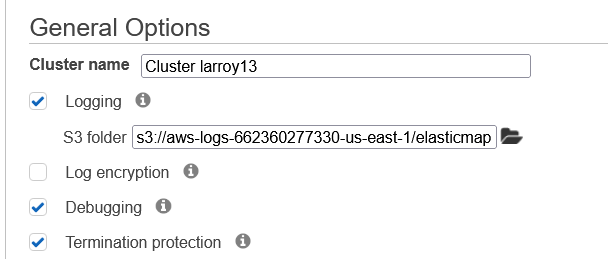 General Options
Cluster name Cluster larroy13
Logging
S3 folder s3://aws-logs-662360277330-us-east-1/elasticmap
Log encryption
Debugging
Termination protection